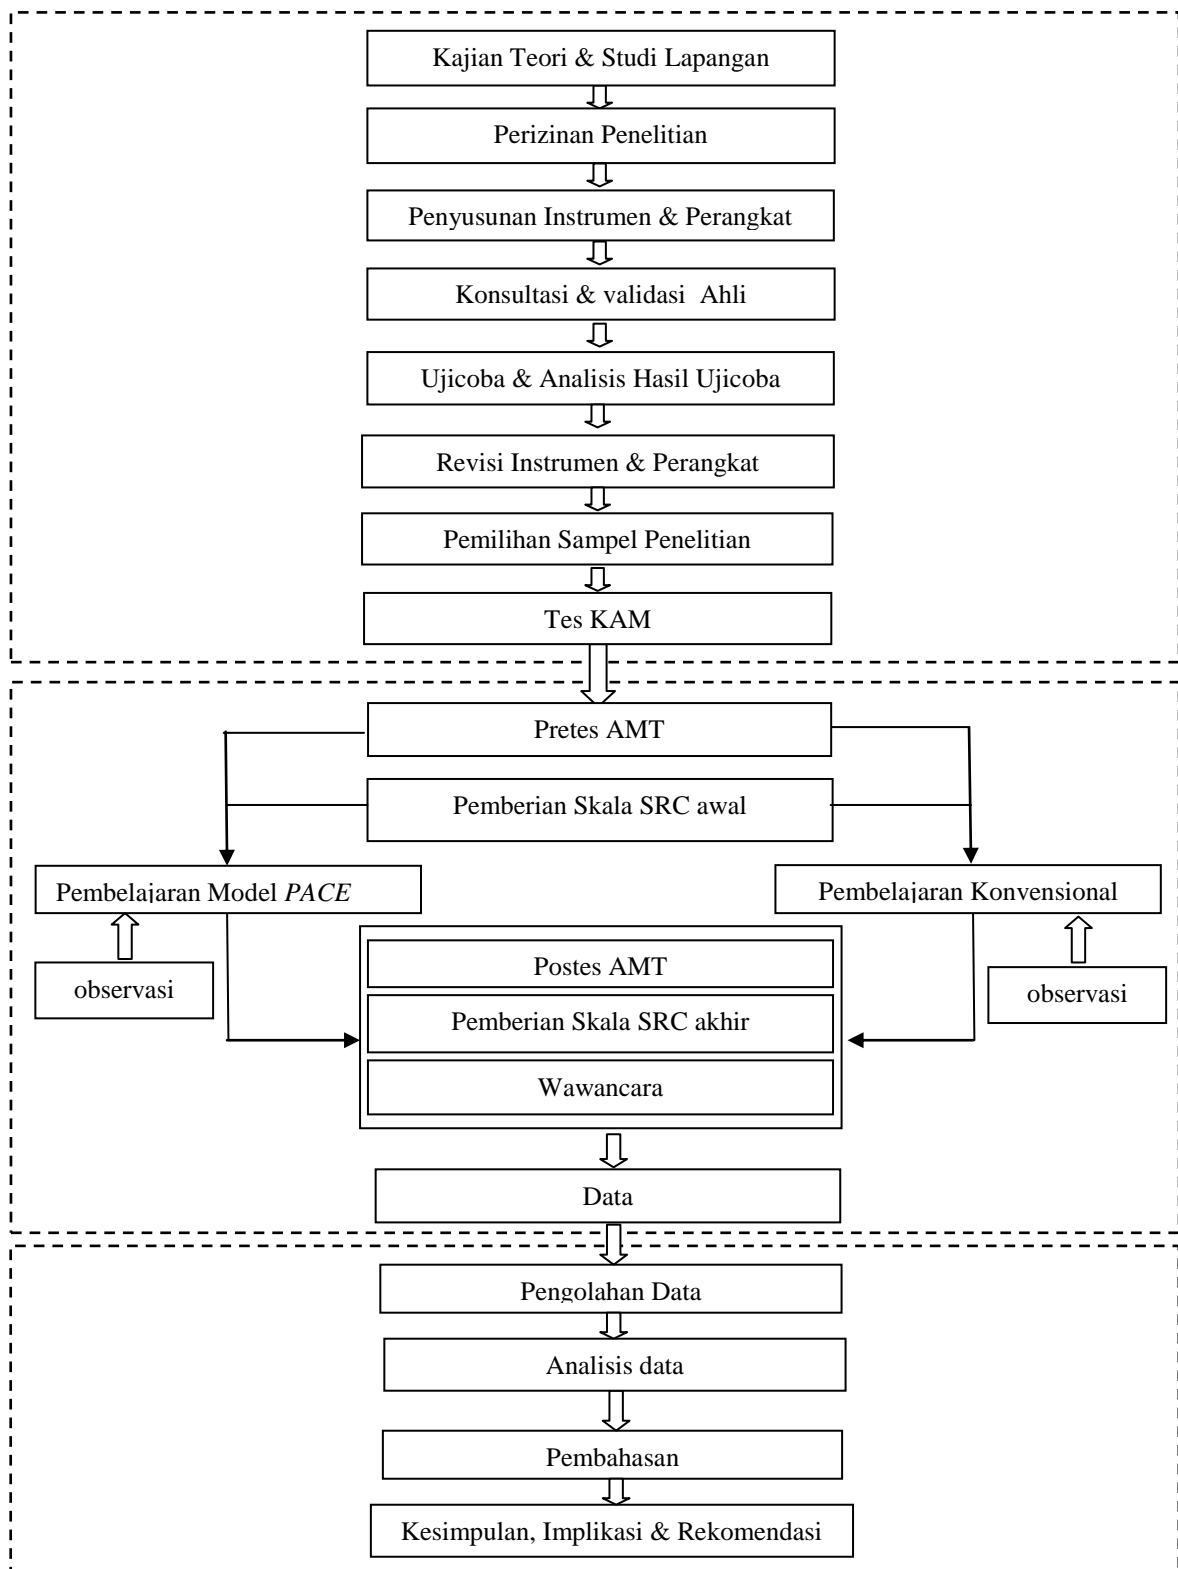 Kajian Teori & Studi Lapangan
Perizinan Penelitian
Penyusunan Instrumen & Perangkat
Konsultasi & validasi  Ahli
Ujicoba & Analisis Hasil Ujicoba
Revisi Instrumen & Perangkat
Pemilihan Sampel Penelitian
Tes KAM
Pretes AMT
Pemberian Skala SRC awal
Pembelajaran Model PACE
Pembelajaran Konvensional
observasi
Postes AMT
Pemberian Skala SRC akhir
Wawancara
observasi
Data
Pengolahan Data
Analisis data
Pembahasan
Kesimpulan, Implikasi & Rekomendasi